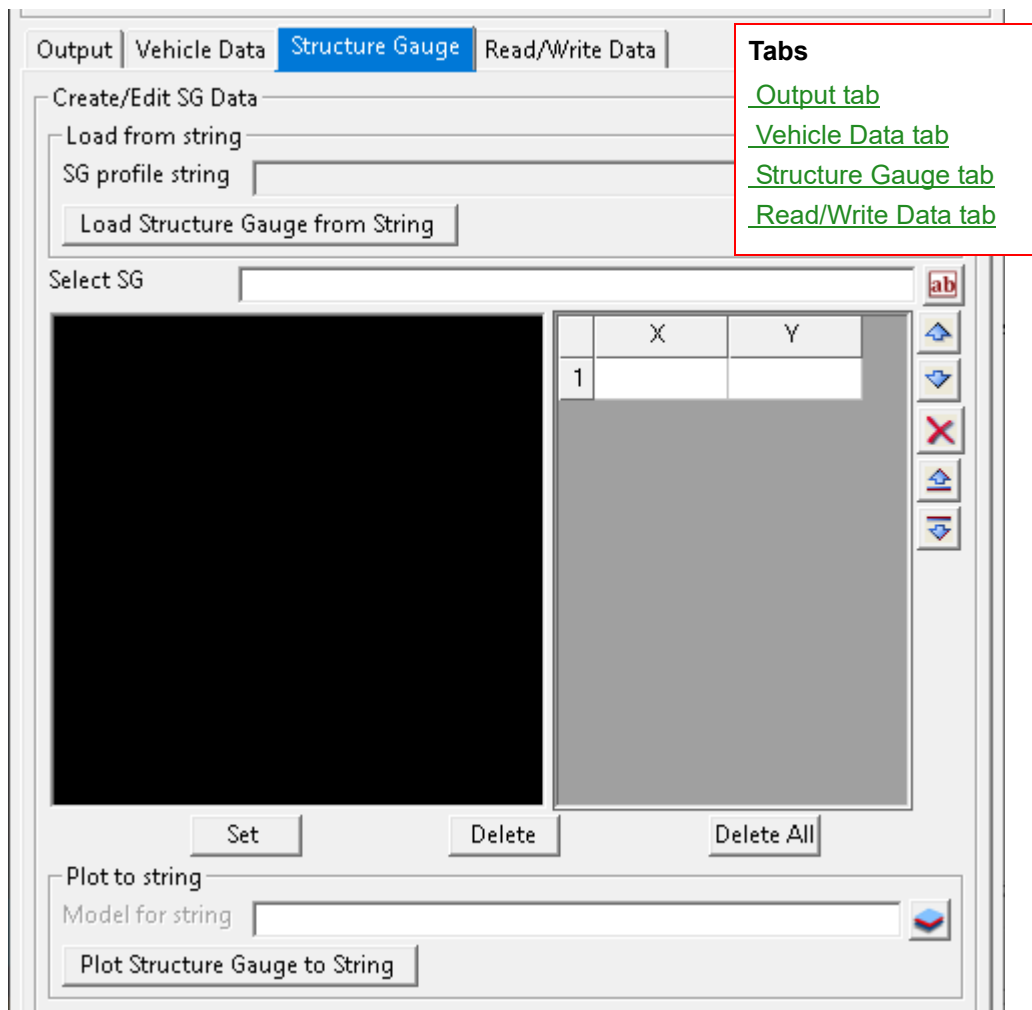 Output Vehicle Data Structure Gauge Read/Write Data
Tabs
Output tab
Vehicle Data tab
Structure Gauge tab
Read/Write Data tab
Create/Edit SG Data
Load from string
SG profile string
Load Structure Gauge from String
Select SG
ab
X Y
1
Set Delete Delete All
Plot to string
Model for string
Plot Structure Gauge to String